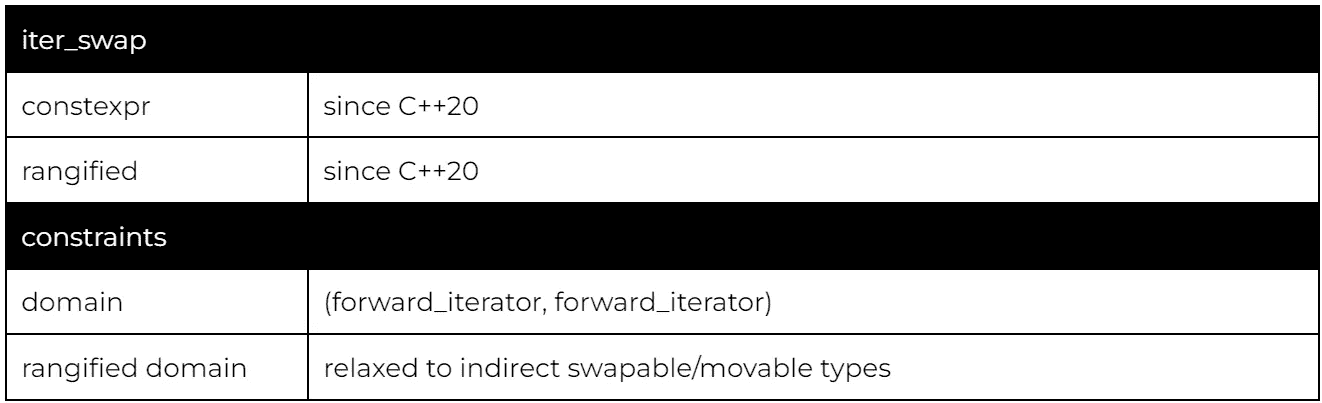 iter_swap
constexpr since C++20
rangified since C++20
constraints
domain (forward_iterator, forward_iterator)
rangified domain relaxed to indirect swapable/movable types